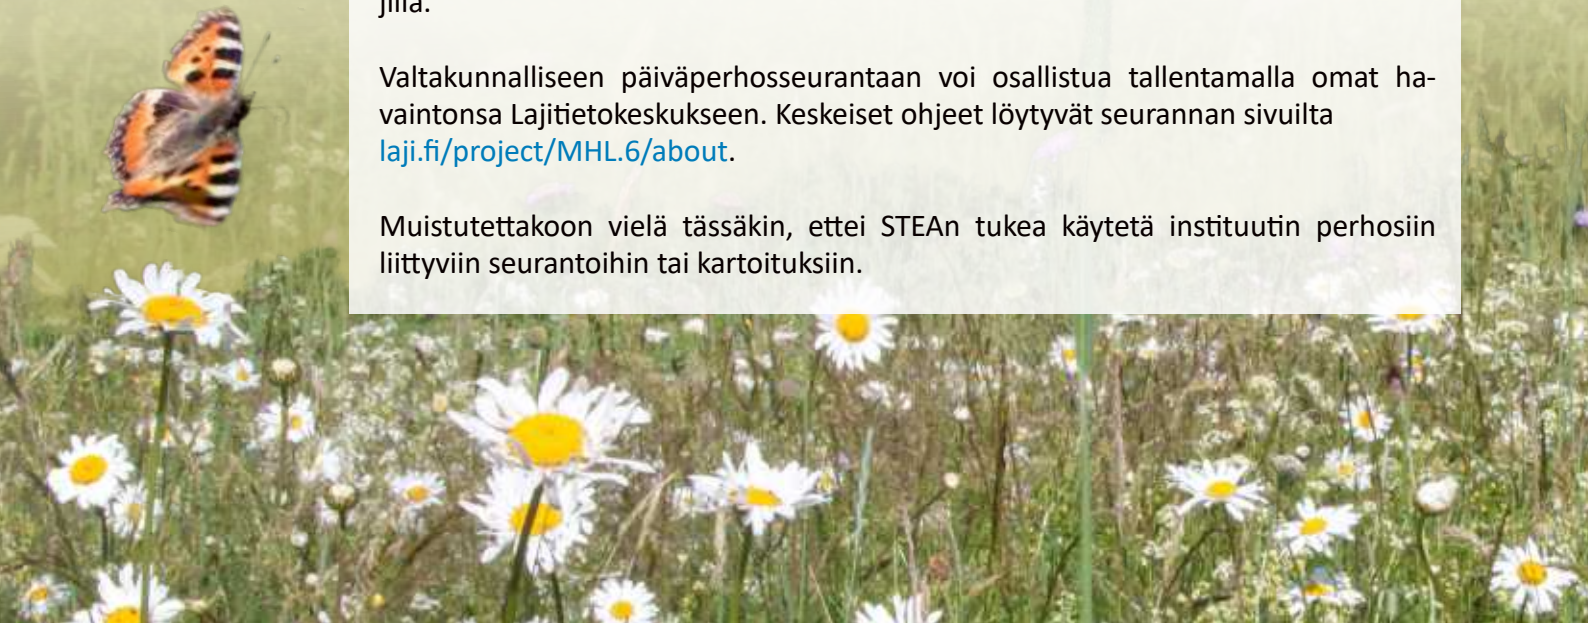 jilla.
Valtakunnalliseen päiväperhosseurantaan voi osallistua tallentamalla omat ha-
vaintonsa Lajitietokeskukseen. Keskeiset ohjeet löytyvät seurannan sivuilta
laji.fi/project/MHL.6/about.
Muistutettakoon vielä tässäkin, ettei STEAn tukea käytetä instituutin perhosiin
liittyviin seurantoihin tai kartoituksiin.